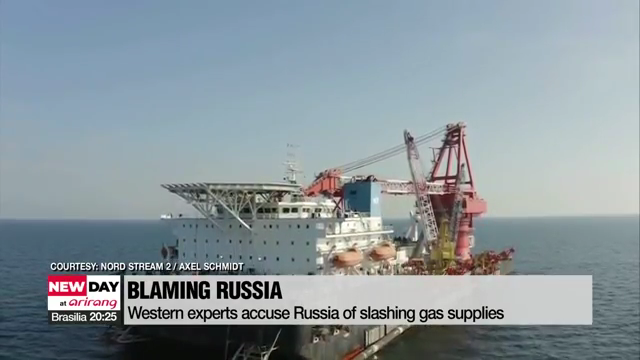 COURTESY: NORD STREAM 2 / AXEL SCHMIDT
NEW DAY
at arirang
BLAMING RUSSIA
Brasilia 20:25
Western experts accuse Russia of slashing gas supplies